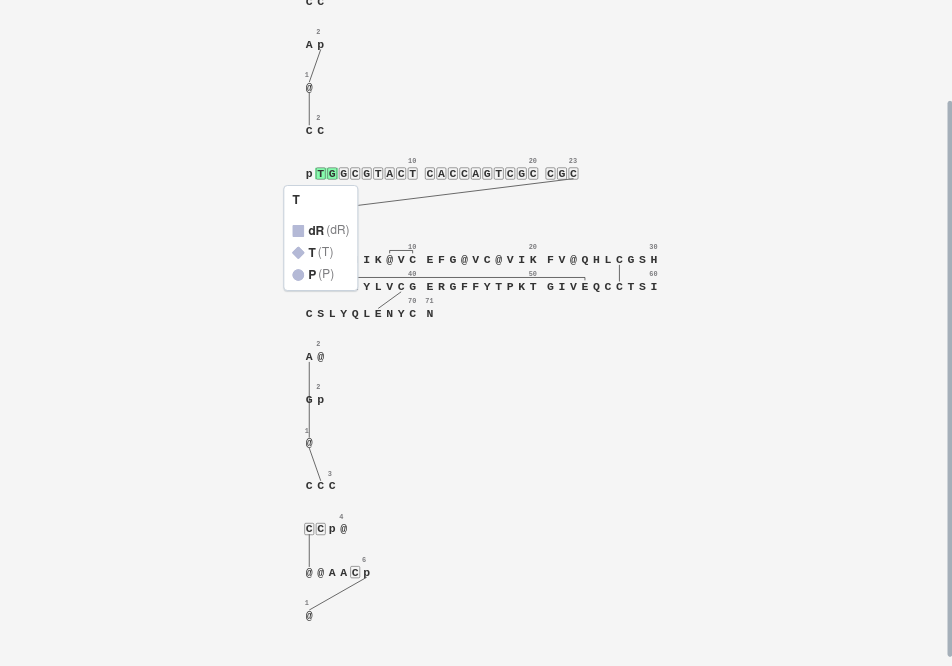 C C
2
A p
1
@
2
C C
10 20 23
p T G G C G T A C T C A C C A G T C G C C G C
T
dR (dR)
T (T)
P (P)
10 20 30
I K @ V C E F G @ V C @ V I K F V @ Q H L C G S H
40 50 60
Y L V C G E R G F F Y T P K T G I V E Q C C T S I
70 71
C S L Y Q L E N Y C N
2
A @
2
G p
1
@
3
C C C
4
C C p @
6
@ @ A A C p
1
@